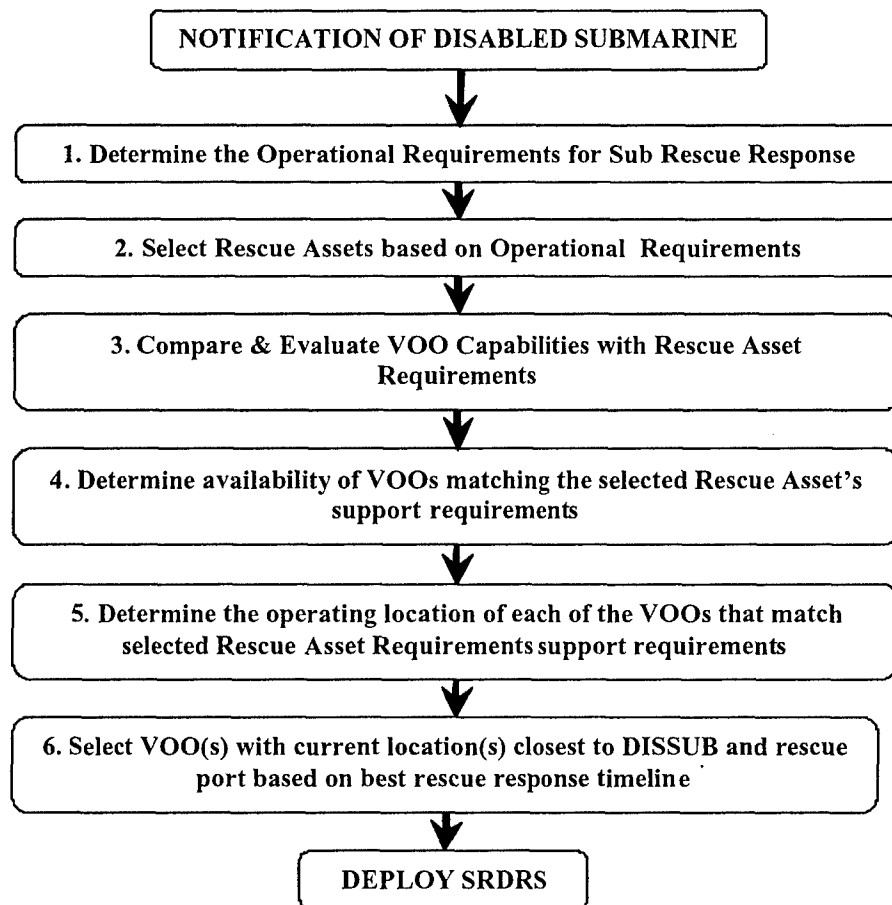 NOTIFICATION OF DISABLED SUBMARINE
1. Determine the Operational Requirements for Sub Rescue Response
2. Select Rescue Assets based on Operational Requirements
3. Compare & Evaluate VOO Capabilities with Rescue Asset
Requirements
4. Determine availability of VOOs matching the selected Rescue Asset's
support requirements
5. Determine the operating location of each of the VOOs that match
selected Rescue Asset Requirements support requirements
6. Select VOO(s) with current location(s) closest to DISSUB and rescue
port based on best rescue response timeline
DEPLOY SRDRS